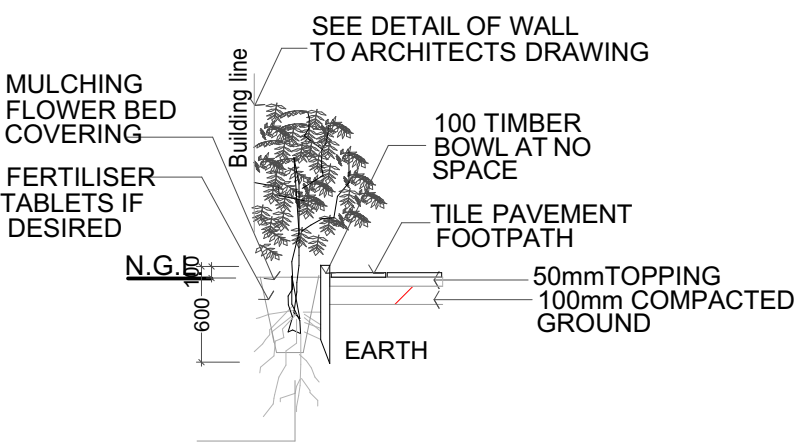 SEE DETAIL OF WALL
TO ARCHITECTS DRAWING
Building line
MULCHING
FLOWER BED
COVERING
FERTILISER
TABLETS IF
DESIRED
100 TIMBER
BOWL AT NO
SPACE
TILE PAVEMENT
FOOTPATH
N.G.L
100
600
50mmTOPPING
100mm COMPACTED
GROUND
EARTH